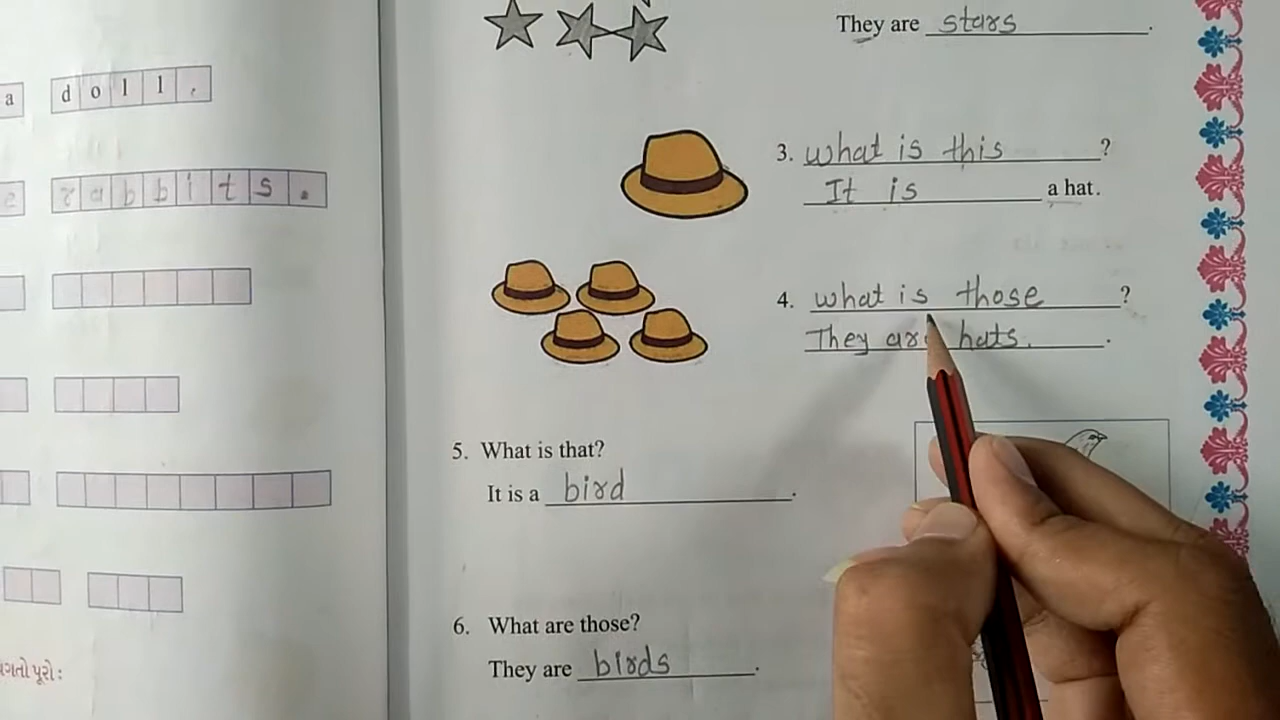 a doll.
rabbits.
ગતો પૂરો :
They are stars.
3. what is this?
It is a hat.
4. what is those?
They are hats. .
5. What is that?
It is a bird.
6. What are those?
They are birds.